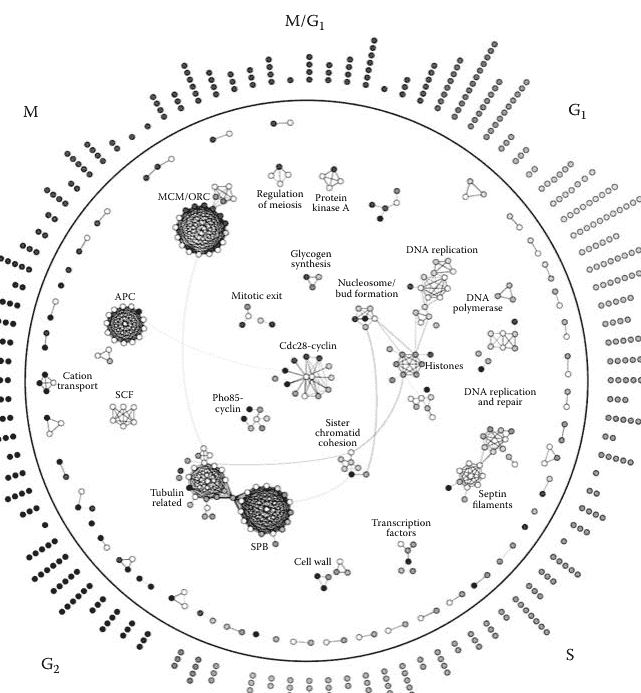 M/G1
M
G1
MCM/ORC
Regulation
of meiosis
Protein
kinase A
Glycogen
synthesis
DNA replication
Nucleosome/
bud formation
APC
Mitotic exit
DNA
polymerase
Cdc28-cyclin
Histones
Cation
transport
SCF
Pho85-
cyclin
DNA replication
and repair
Sister
chromatid
cohesion
Tubulin
related
Septin
filaments
SPB
Transcription
factors
Cell wall
G2
S